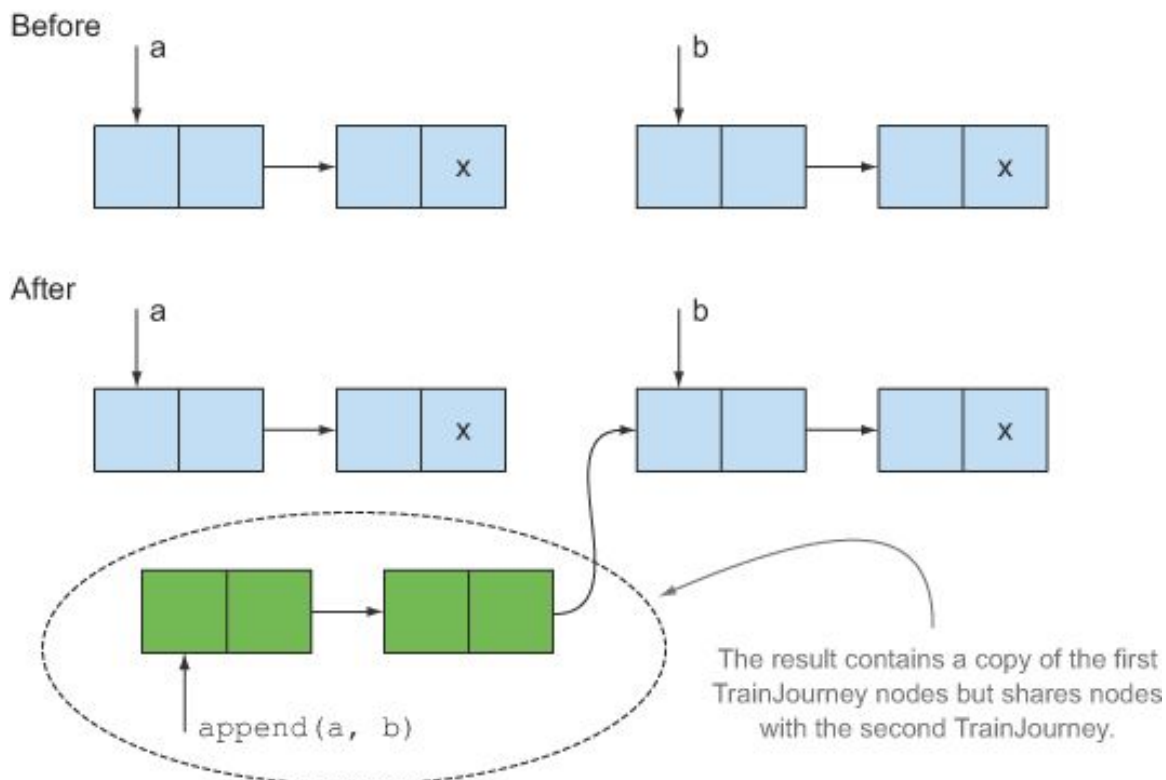 Before
a
b
x
x
After
a
b
x
x
append(a, b)
The result contains a copy of the first
TrainJourney nodes but shares nodes
with the second TrainJourney.